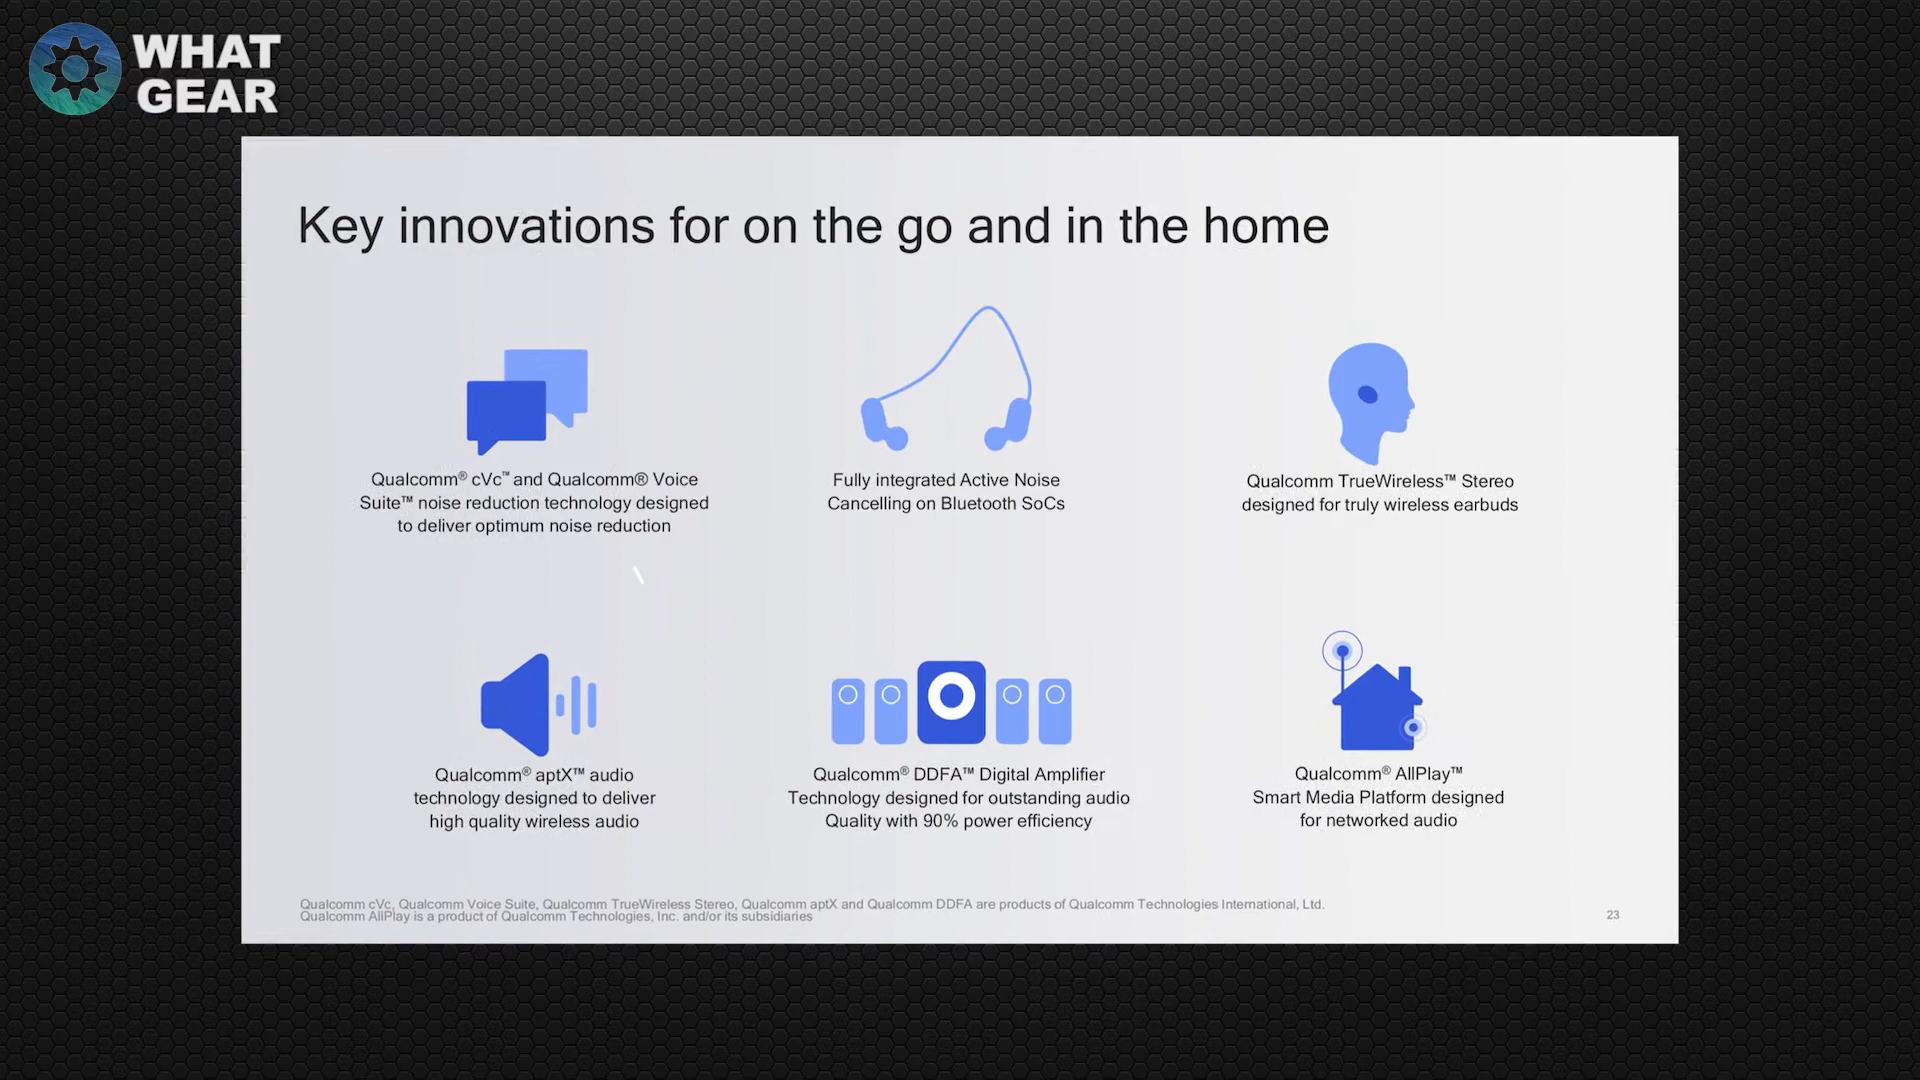 WHAT
GEAR
Key innovations for on the go and in the home
Qualcomm® cVc™ and Qualcomm® Voice
Suite™ noise reduction technology designed
to deliver optimum noise reduction
Fully integrated Active Noise
Cancelling on Bluetooth SoCs
Qualcomm TrueWireless™ Stereo
designed for truly wireless earbuds
Qualcomm® aptX™ audio
technology designed to deliver
high quality wireless audio
Qualcomm® DDFA™ Digital Amplifier
Technology designed for outstanding audio
Quality with 90% power efficiency
Qualcomm® AllPlay™
Smart Media Platform designed
for networked audio
Qualcomm cVc, Qualcomm Voice Suite, Qualcomm TrueWireless Stereo, Qualcomm aptX and Qualcomm DDFA are products of Qualcomm Technologies International, Ltd.
Qualcomm AllPlay is a product of Qualcomm Technologies, Inc. and/or its subsidiaries
23